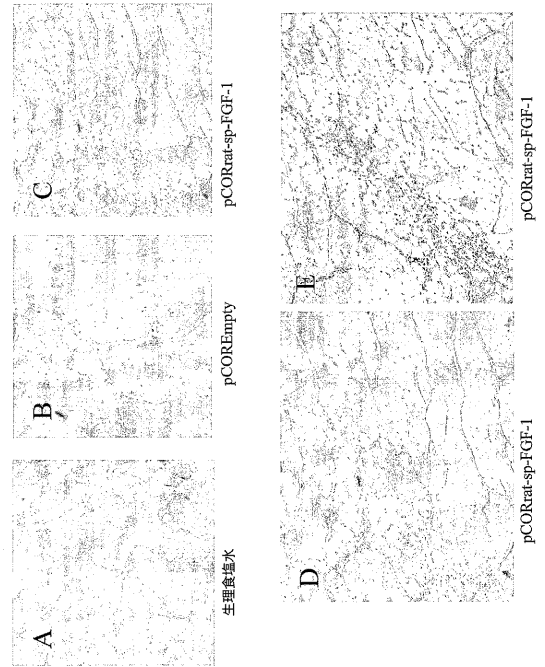 A
生理食塩水
B
pCOREmpty
C
pCORrat-sp-FGF-1
D
pCORrat-sp-FGF-1
E
pCORrat-sp-FGF-1